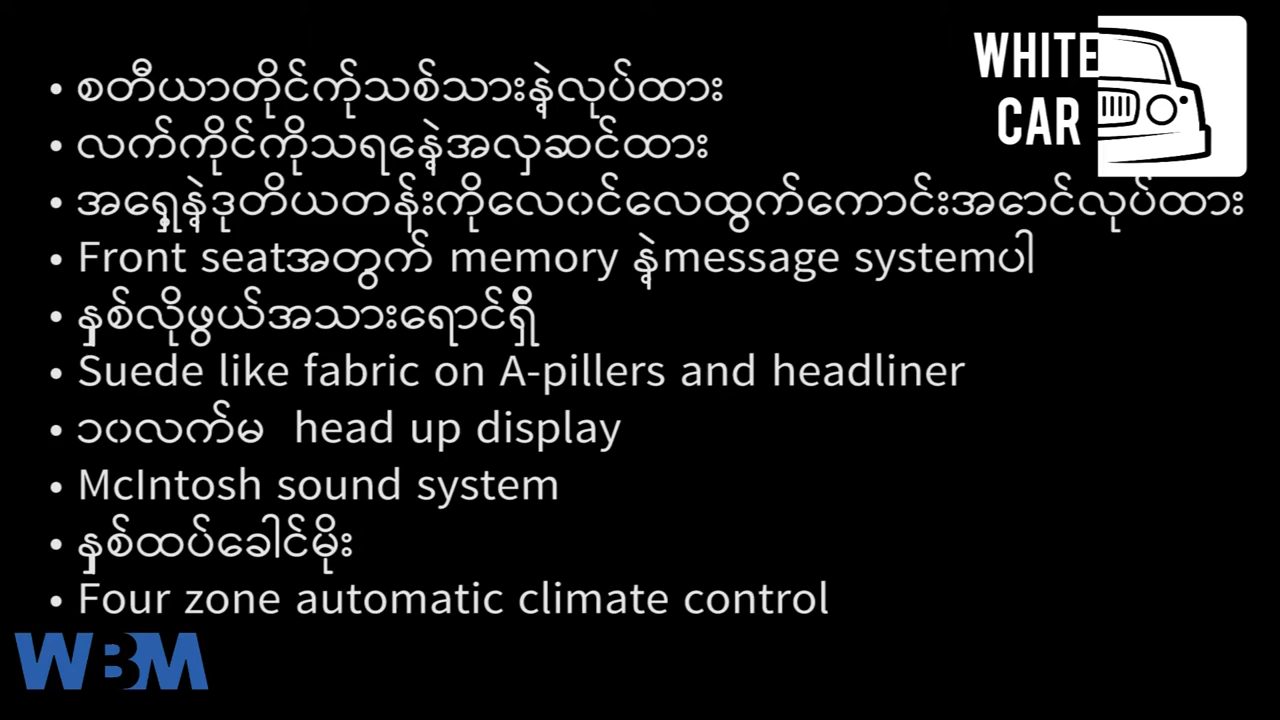 WHITE
CAR
• စတီယာတိုင်ကု်သစ်သားနဲ့လုပ်ထား
• လက်ကိုင်ကိုသရနေ့အလှဆင်ထား
• အရှေ့နဲ့ဒုတိယတန်းကိုလေဝင်လေထွက်ကောင်းအောင်လုပ်ထား
• Front seatအတွက် memory နဲ့message systemပါ
• နှစ်လိုဖွယ်အသားရောင်ရှိ
• Suede like fabric on A-pillers and headliner
• ၁၀လက်မ head up display
• McIntosh sound system
• နှစ်ထပ်ခေါင်မိုး
• Four zone automatic climate control
WBM